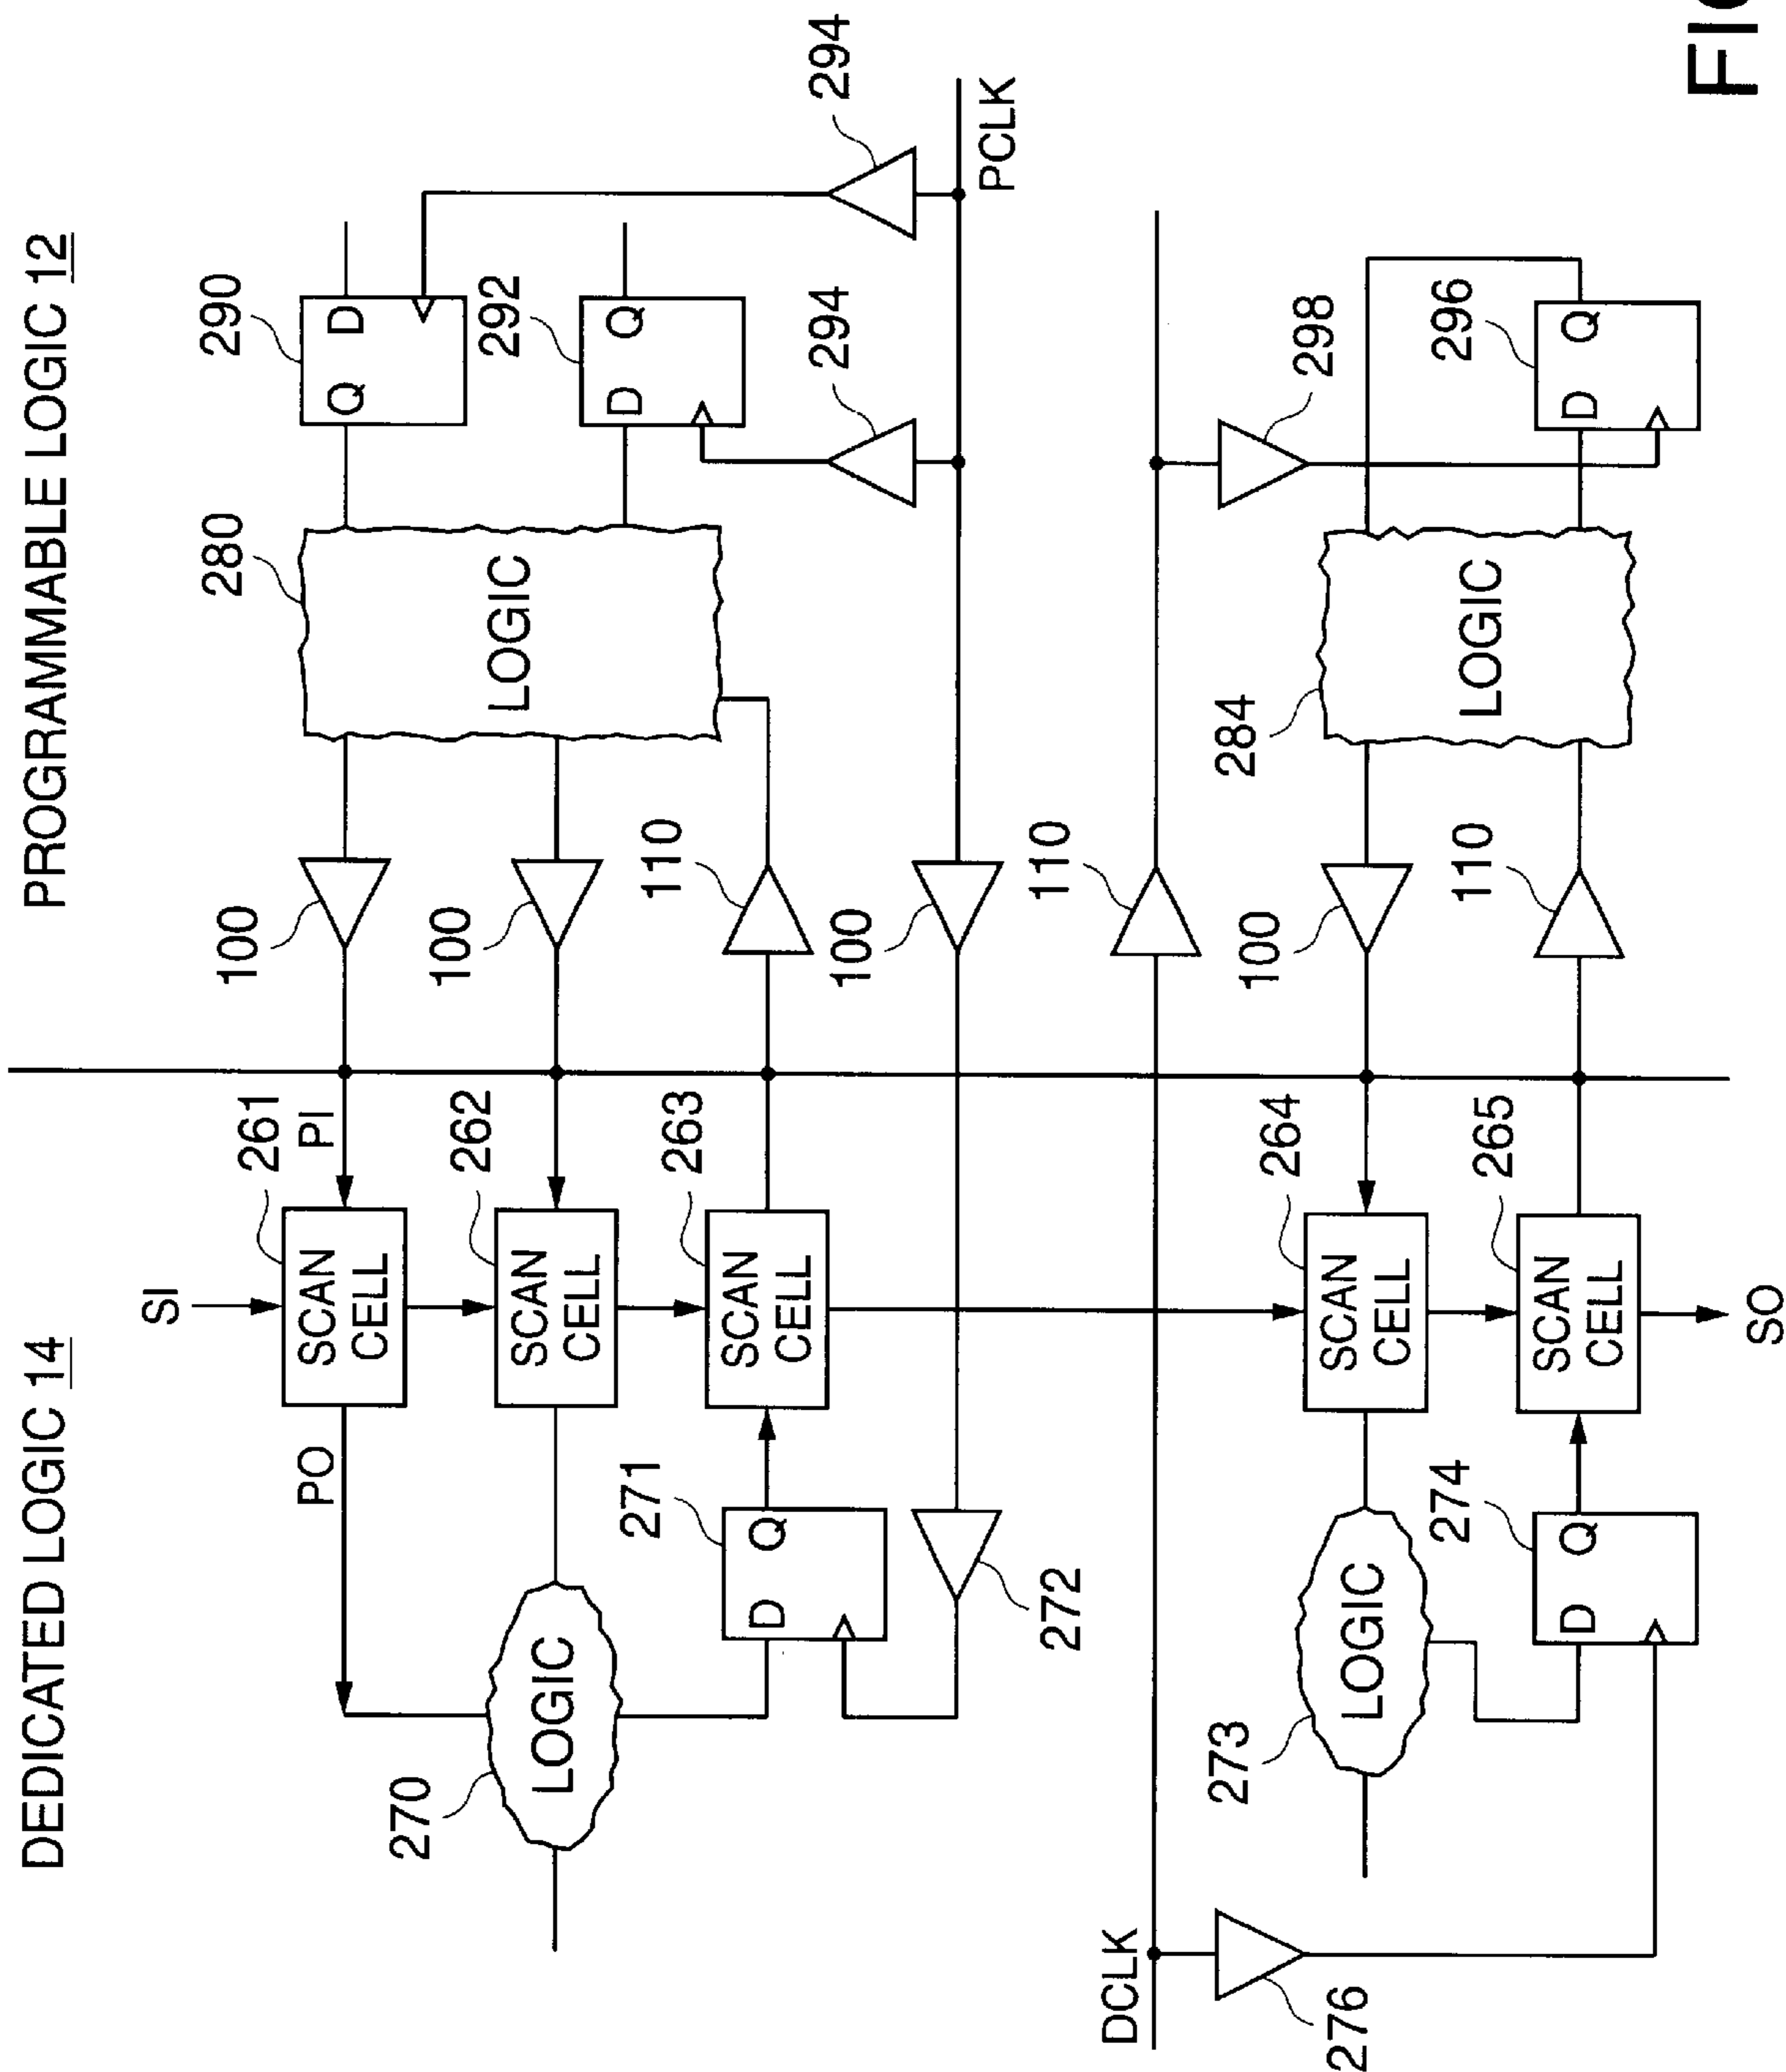 DEDICATED LOGIC 14
PROGRAMMABLE LOGIC 12
SI
261
PO
PI
SCAN
CELL
100
280
290
Q D
270
LOGIC
262
SCAN
CELL
100
LOGIC
292
D Q
271
D Q
263
SCAN
CELL
110
294
294
272
100
PCLK
DCLK
110
276
273
LOGIC
264
SCAN
CELL
100
284
LOGIC
298
274
D Q
265
SCAN
CELL
110
296
D Q
SO